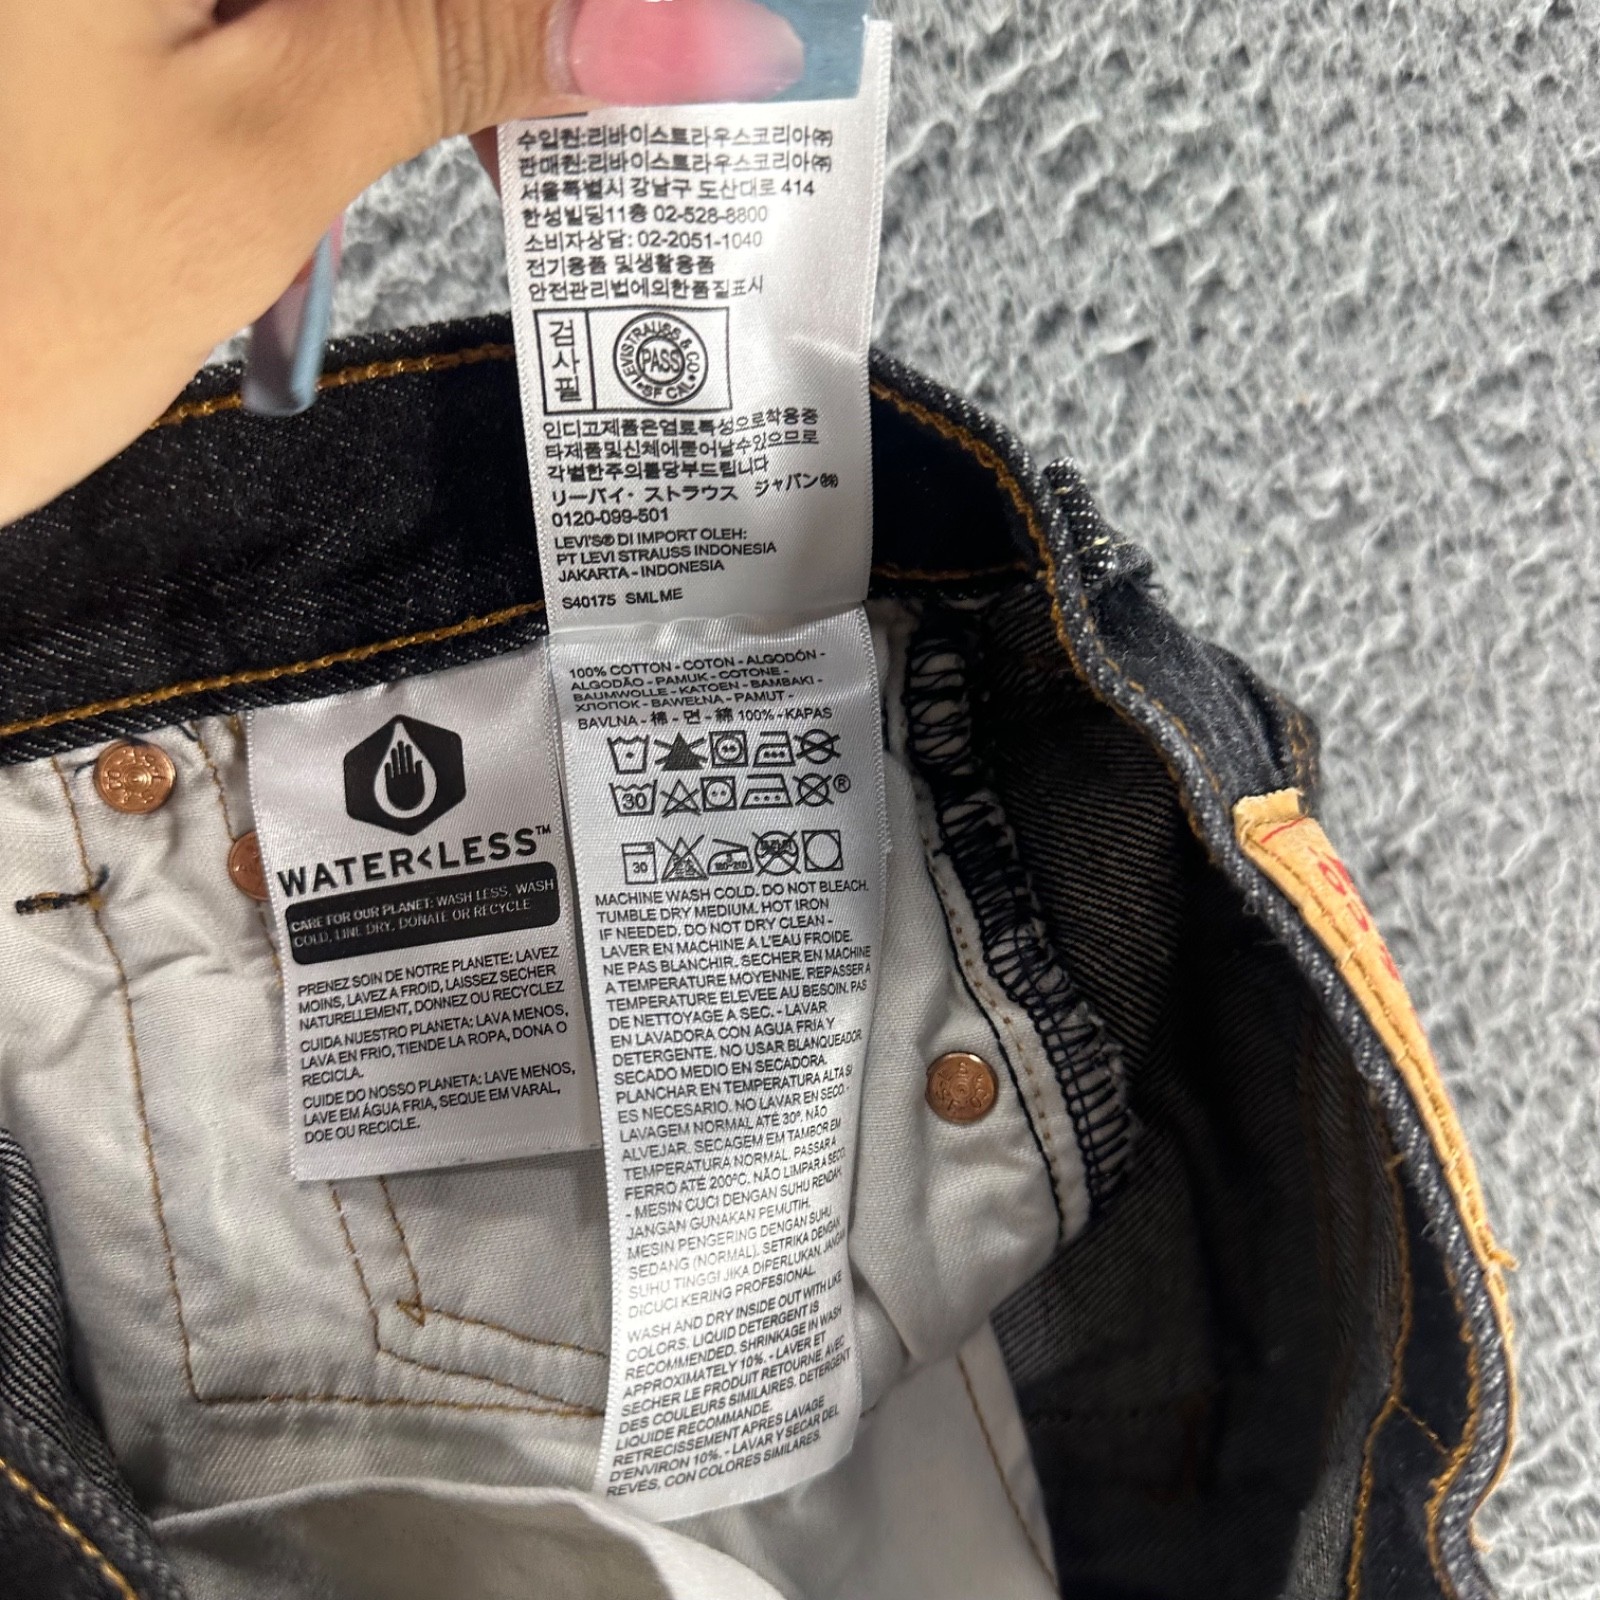 수입원:리바이스트라우스코리아㈜
판매원:리바이스트라우스코리아㈜
서울특별시 강남구 도산대로 414
한성빌딩11층 02-528-8800
소비자상담: 02-2051-1040
전기용품 및생활용품
안전관리법에의한품질표시
검
사
필
LEVI STRAUSS & CO
PASS
SF CAL
인디고제품은염료특성으로착용중
타제품및신체에묻어날수있으므로
각별한주의를당부드립니다
リーバイ・ストラウス ジャパン㈱
0120-099-501
LEVI'S® DI IMPORT OLEH:
PT LEVI STRAUSS INDONESIA
JAKARTA - INDONESIA
S40175 SML ME
WATER<LESS™
CARE FOR OUR PLANET: WASH LESS, WASH
COLD, LINE DRY, DONATE OR RECYCLE
PRENEZ SOIN DE NOTRE PLANETE: LAVEZ
MOINS, LAVEZ A FROID, LAISSEZ SECHER
NATURELLEMENT, DONNEZ OU RECYCLEZ
CUIDA NUESTRO PLANETA: LAVA MENOS,
LAVA EN FRIO, TIENDE LA ROPA, DONA O
RECICLA.
CUIDE DO NOSSO PLANETA: LAVE MENOS,
LAVE EM ÁGUA FRIA, SEQUE EM VARAL,
DOE OU RECICLE.
100% COTTON - COTON - ALGODÓN -
ALGODÃO - PAMUK - COTONE -
BAUMWOLLE - KATOEN - BAMBAKI -
ХЛОПОК - BAWEŁNA - PAMUT -
BAVLNA - 棉 - 면 - 綿 100% - KAPAS
30 ®
30
MACHINE WASH COLD. DO NOT BLEACH.
TUMBLE DRY MEDIUM. HOT IRON
IF NEEDED. DO NOT DRY CLEAN -
LAVER EN MACHINE A L'EAU FROIDE.
NE PAS BLANCHIR. SECHER EN MACHINE
A TEMPERATURE MOYENNE. REPASSER A
TEMPERATURE ELEVEE AU BESOIN. PAS
DE NETTOYAGE A SEC. - LAVAR
EN LAVADORA CON AGUA FRIA Y
DETERGENTE. NO USAR BLANQUEADOR.
SECADO MEDIO EN SECADORA.
PLANCHAR EN TEMPERATURA ALTA SI
ES NECESARIO. NO LAVAR EN SECO. -
LAVAGEM NORMAL ATÉ 30º. NÃO
ALVEJAR. SECAGEM EM TAMBOR EM
TEMPERATURA NORMAL. PASSAR A
FERRO ATÉ 200ºC. NÃO LIMPAR A SECO.
- MESIN CUCI DENGAN SUHU RENDAH.
JANGAN GUNAKAN PEMUTIH.
MESIN PENGERING DENGAN SUHU
SEDANG (NORMAL). SETRIKA DENGAN
SUHU TINGGI JIKA DIPERLUKAN. JANGAN
DICUCI KERING PROFESIONAL.
WASH AND DRY INSIDE OUT WITH LIKE
COLORS. LIQUID DETERGENT IS
RECOMMENDED. SHRINKAGE IN WASH
APPROXIMATELY 10%. - LAVER ET
SECHER LE PRODUIT RETOURNE, AVEC
DES COULEURS SIMILAIRES. DETERGENT
LIQUIDE RECOMMANDE.
RETRECISSEMENT APRES LAVAGE
D'ENVIRON 10%. - LAVAR Y SECAR DEL
REVÉS, CON COLORES SIMILARES.